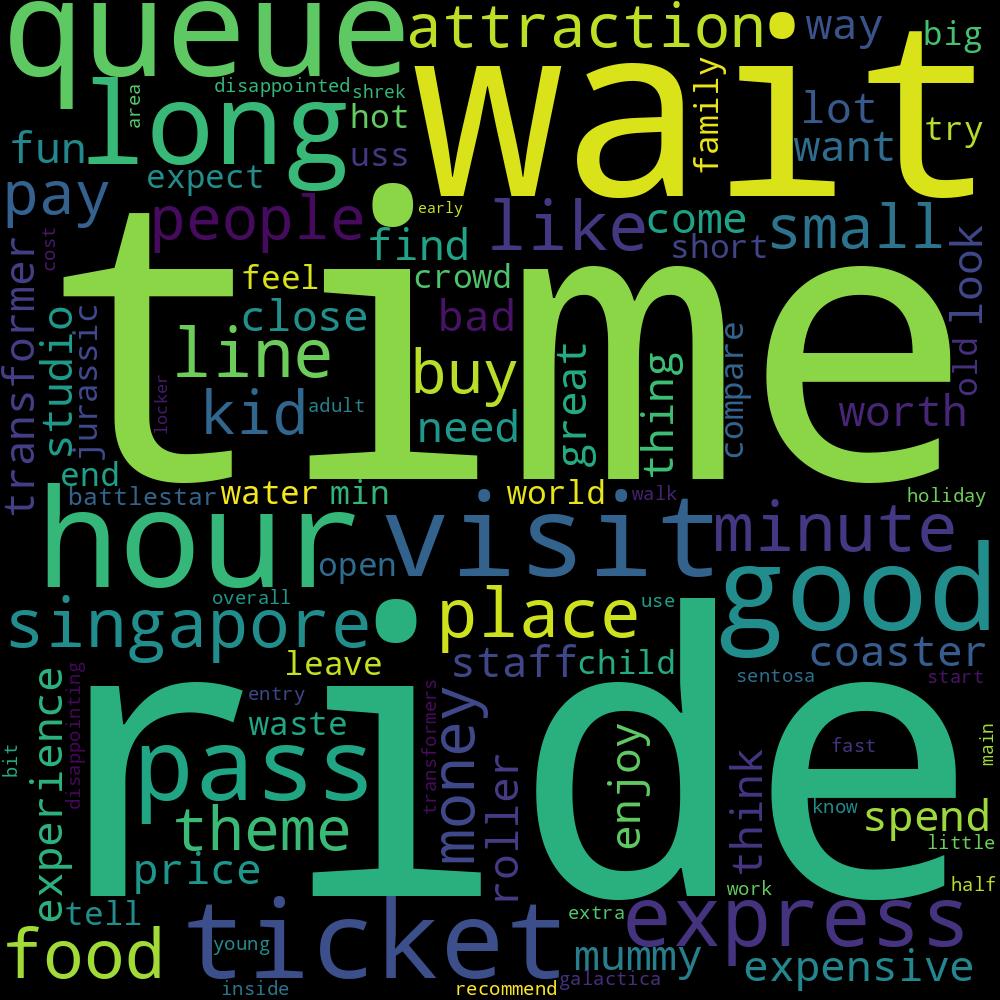 queue
attraction
way
big
wait
disappointed
shrek
area
long
hot
family
lot
try
fun
uss
want
expect
pay
people
early
like
come
small
cost
find
short
transformer
feel
crowd
look
studio
jurassic
close
bad
time
line
buy
great
thing
compare
old
locker
kid
adult
need
worth
end
battlestar
water
min
world
walk
holiday
hour
visit
minute
open
good
overall
singapore
place
use
leave
staff
child
coaster
sentosa
start
experience
disappointing
entry
waste
transformers
money
ride
enjoy
fast
main
bit
pass
roller
think
know
spend
theme
little
price
work
half
tell
ticket
extra
express
food
young
mummy
expensive
inside
recommend
galactica